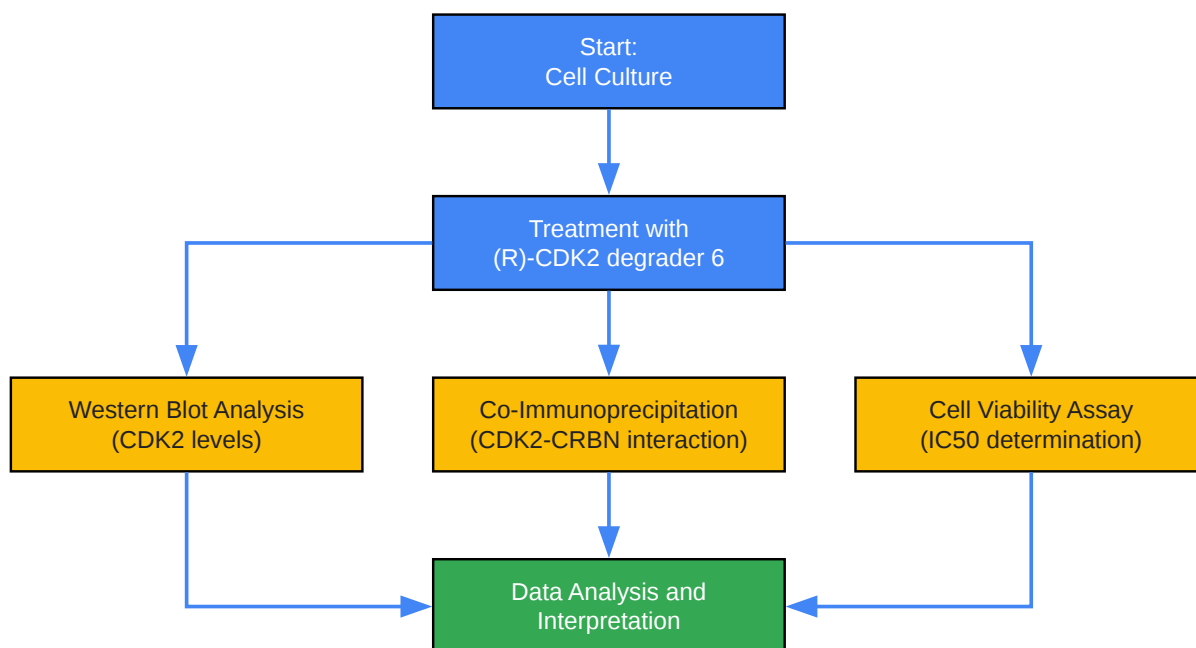 Start:
Cell Culture
Treatment with
(R)-CDK2 degrader 6
Western Blot Analysis
(CDK2 levels)
Co-Immunoprecipitation
(CDK2-CRBN interaction)
Cell Viability Assay
(IC50 determination)
Data Analysis and
Interpretation